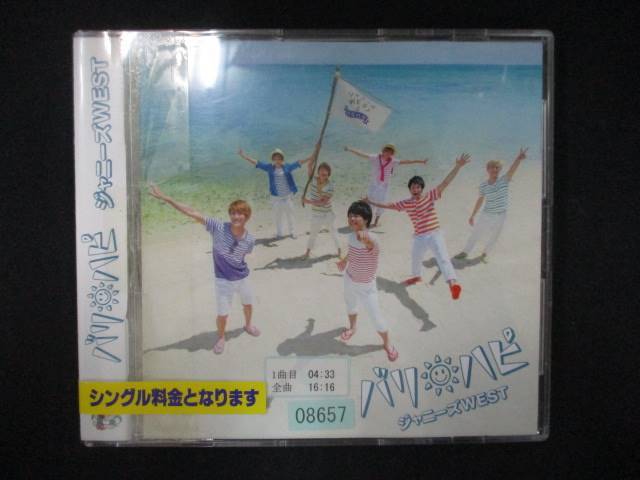 バリハピ
ジャニーズWEST
シングル料金となります
1曲目 04:33
全曲 16:16
08657
バリハピ
ジャニーズWEST